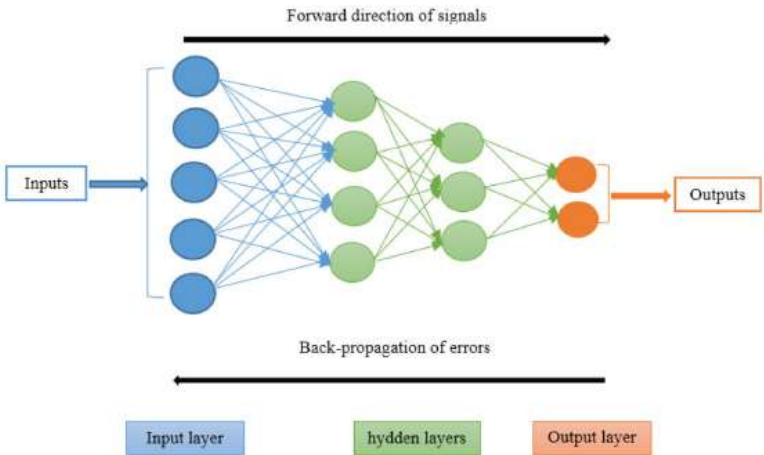 Forward direction of signals
Inputs
Outputs
Back-propagation of errors
Input layer
hydden layers
Output layer